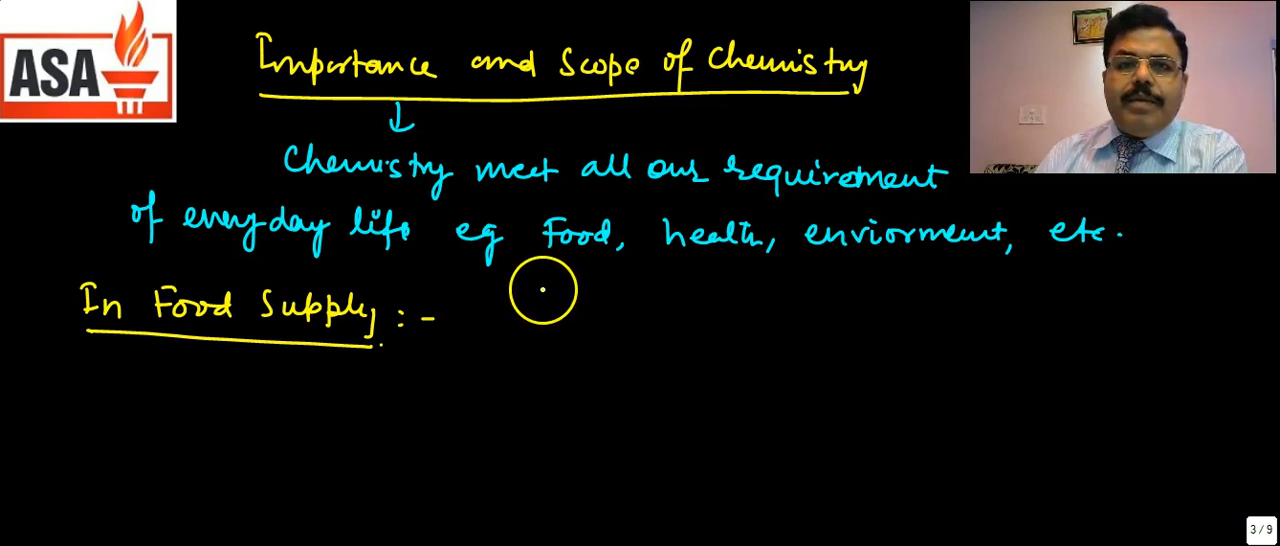 ASA
Importance and Scope of Chemistry
Chemistry meet all our requirement
of everyday life eg Food, health, enviorment, etc.
In Food Supply :-
3 / 9